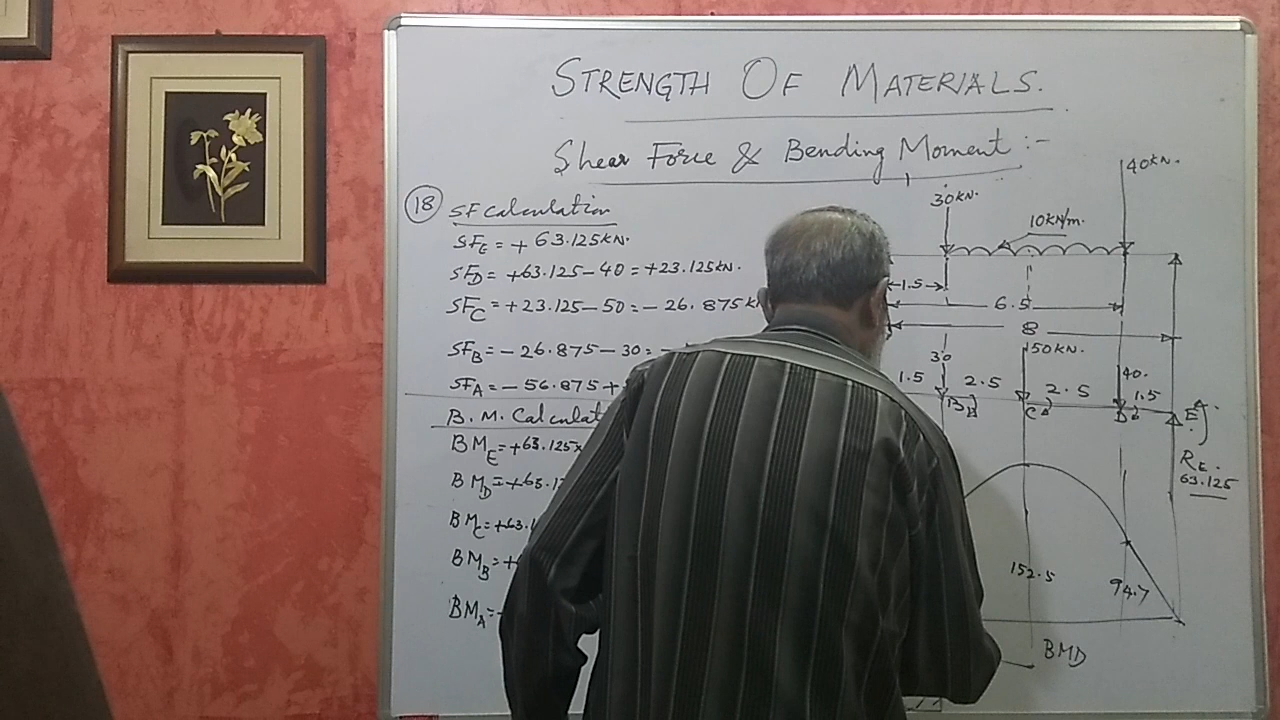 STRENGTH OF MATERIALS.
Shear Force & Bending Moment :-
18
SF Calculation
SF_E = + 63.125KN.
SF_D = +63.125 – 40 = +23.125KN.
SF_C = +23.125 – 50 = – 26.875
SF_B = – 26.875 – 30 = –
SF_A = – 56.875 +
B.M. Calculat
BM_E = +63.125x
BM_D = +63.1
BM_C = +63.1
BM_B = +
BM_A =
40KN.
30KN.
10KN/m.
1.5
6.5
8
30
50KN.
40.
1.5 2.5 2.5 1.5
B C D E
R_E.
63.125
152.5
94.7
BMD